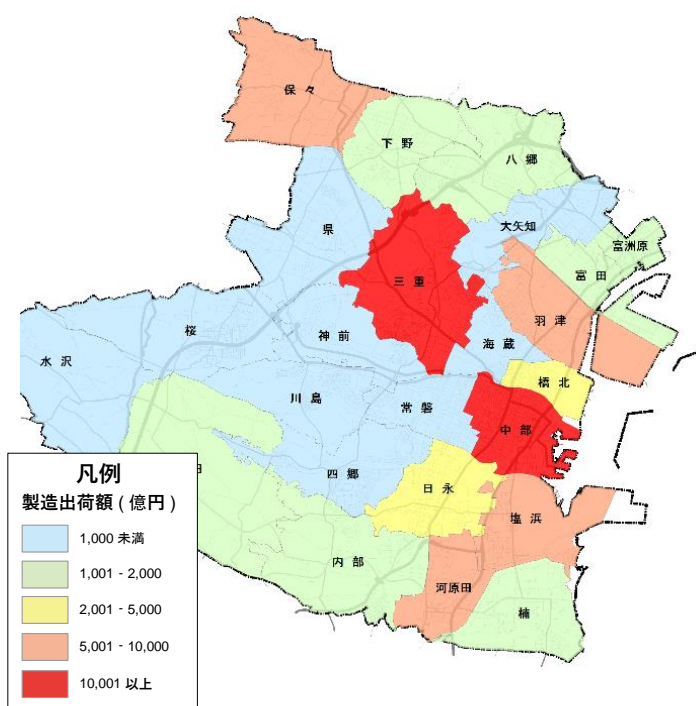 保々
下野
八郷
県
大矢知
富洲原
富田
三重
羽津
桜
神前
海蔵
水沢
橋北
川島
常磐
中部
四郷
日永
塩浜
内部
河原田
楠
田
凡例
製造出荷額 ( 億円 )
1,000 未満
1,001 - 2,000
2,001 - 5,000
5,001 - 10,000
10,001 以上